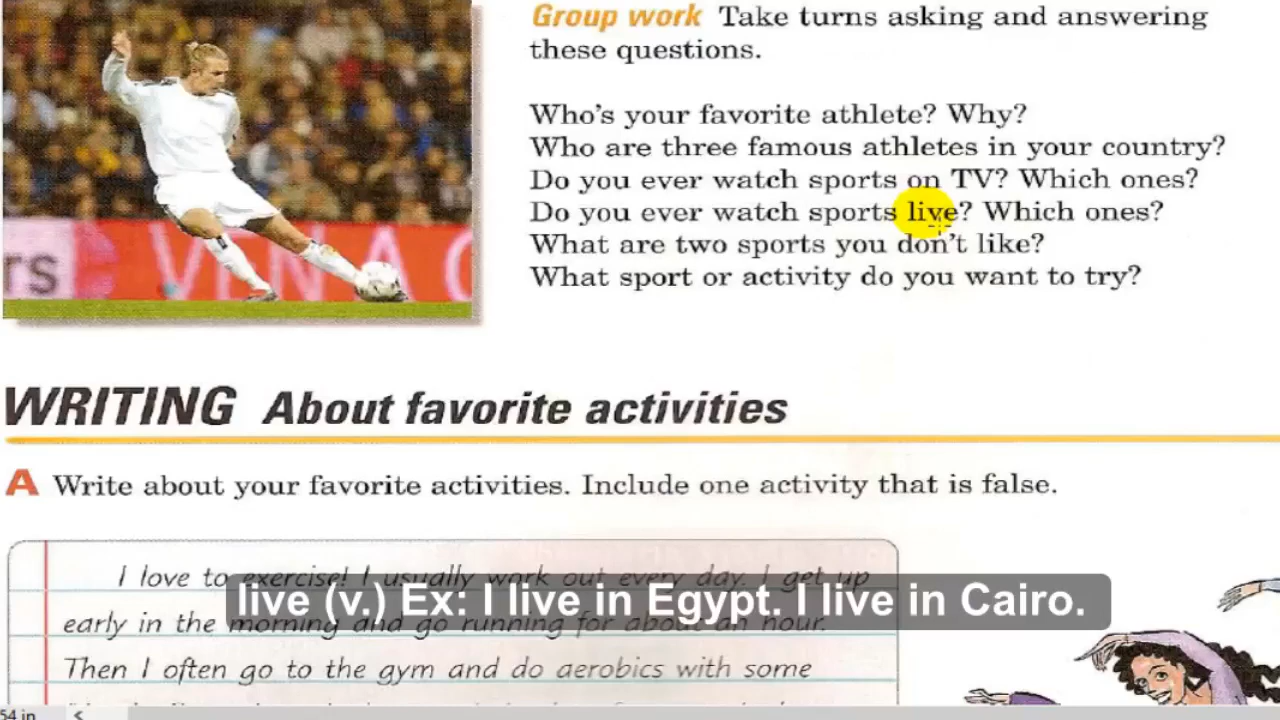 Group work Take turns asking and answering
these questions.
Who's your favorite athlete? Why?
Who are three famous athletes in your country?
Do you ever watch sports on TV? Which ones?
Do you ever watch sports live? Which ones?
What are two sports you don't like?
What sport or activity do you want to try?
rs VENA C
WRITING About favorite activities
A Write about your favorite activities. Include one activity that is false.
I love to exercise! I usually work out every day. I get up
live (v.) Ex: I live in Egypt. I live in Cairo.
early in the morning and go running for about an hour.
Then I often go to the gym and do aerobics with some
54 in